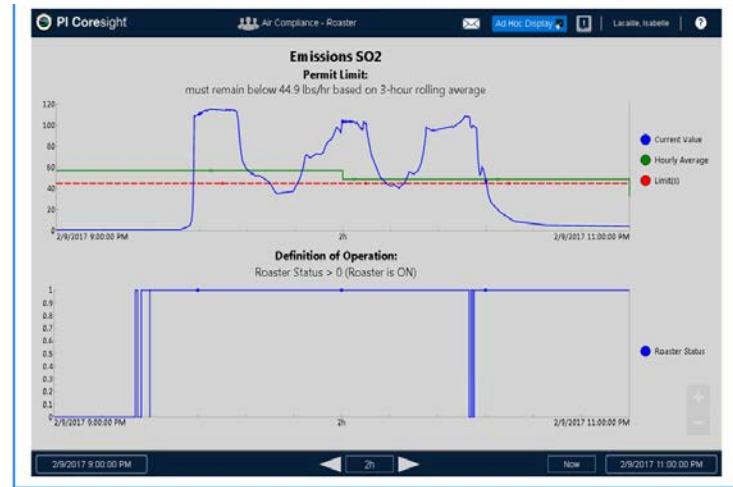 PI Coresight
Air Compliance - Roaster
Ad Hoc Display
Lacaille, Isabelle
?
Emissions SO2
Permit Limit:
must remain below 44.9 lbs/hr based on 3-hour rolling average
120
100
80
60
40
20
0
Current Value
Hourly Average
Limit(s)
2/9/2017 9:00:00 PM
2h
2/9/2017 11:00:00 PM
Definition of Operation:
Roaster Status > 0 (Roaster is ON)
1
0.9
0.8
0.7
0.6
0.5
0.4
0.3
0.2
0.1
0
Roaster Status
2/9/2017 9:00:00 PM
2h
2/9/2017 11:00:00 PM
+
−
2/9/2017 9:00:00 PM
2h
Now
2/9/2017 11:00:00 PM